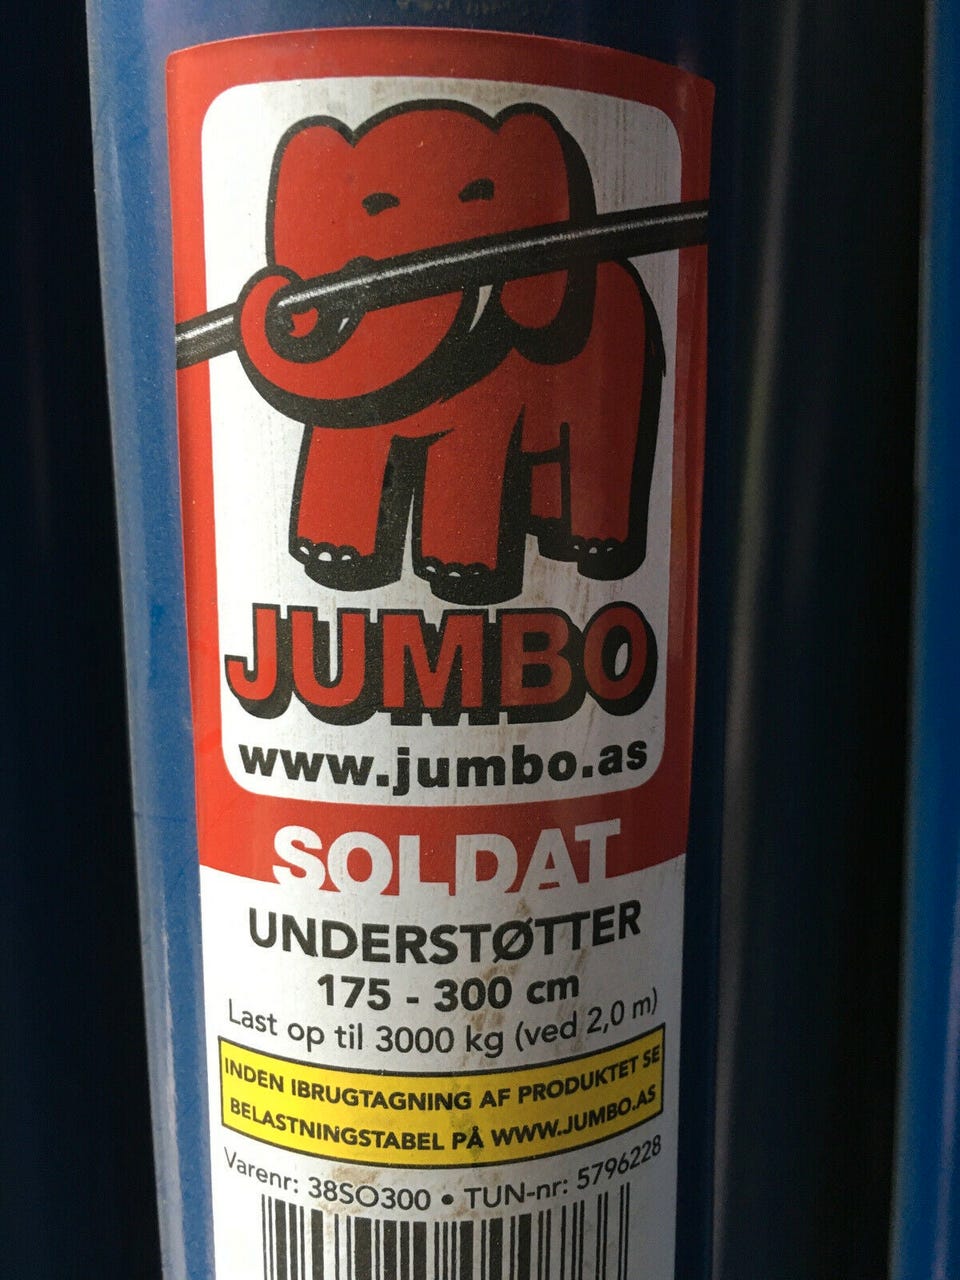 JUMBO
www.jumbo.as
SOLDAT
UNDERSTØTTER
175 - 300 cm
Last op til 3000 kg (ved 2,0 m)
INDEN IBRUGTAGNING AF PRODUKTET SE
BELASTNINGSTABEL PÅ WWW.JUMBO.AS
Varenr: 38SO300 • TUN-nr: 5796228